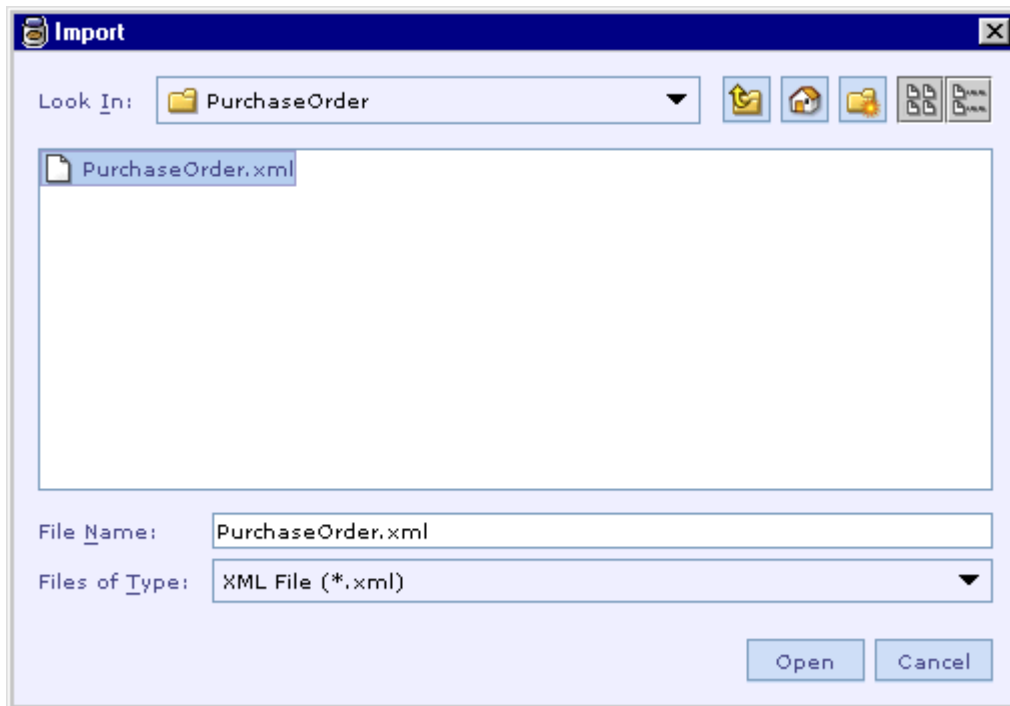 Import
Look In: PurchaseOrder
PurchaseOrder.xml
File Name: PurchaseOrder.xml
Files of Type: XML File (*.xml)
Open Cancel